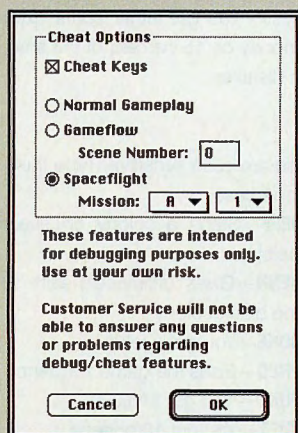 Cheat Options
Cheat Keys
Normal Gameplay
Gameflow
Scene Number: 0
Spaceflight
Mission: A 1
These features are intended
for debugging purposes only.
Use at your own risk.
Customer Service will not be
able to answer any questions
or problems regarding
debug/cheat features.
Cancel OK